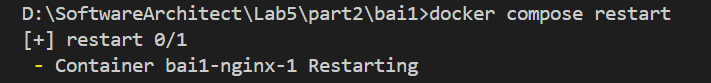 D:\SoftwareArchitect\Lab5\part2\bai1>docker compose restart
[+] restart 0/1
- Container bai1-nginx-1 Restarting